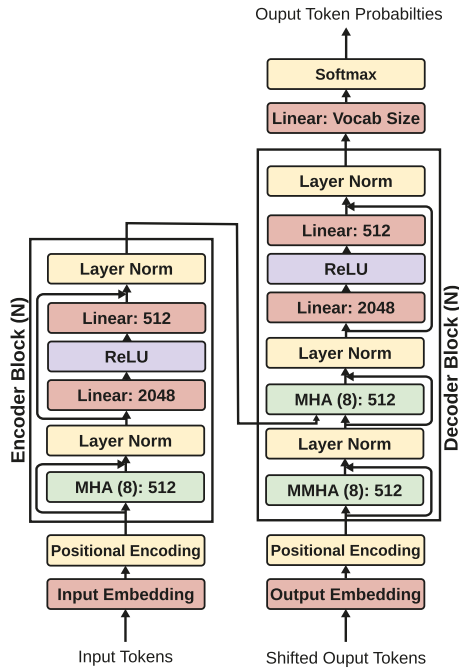 Ouput Token Probabilties
Softmax
Linear: Vocab Size
Layer Norm
Linear: 512
ReLU
Linear: 2048
Layer Norm
MHA (8): 512
Layer Norm
MMHA (8): 512
Decoder Block (N)
Positional Encoding
Output Embedding
Shifted Ouput Tokens
Encoder Block (N)
Layer Norm
Linear: 512
ReLU
Linear: 2048
Layer Norm
MHA (8): 512
Positional Encoding
Input Embedding
Input Tokens